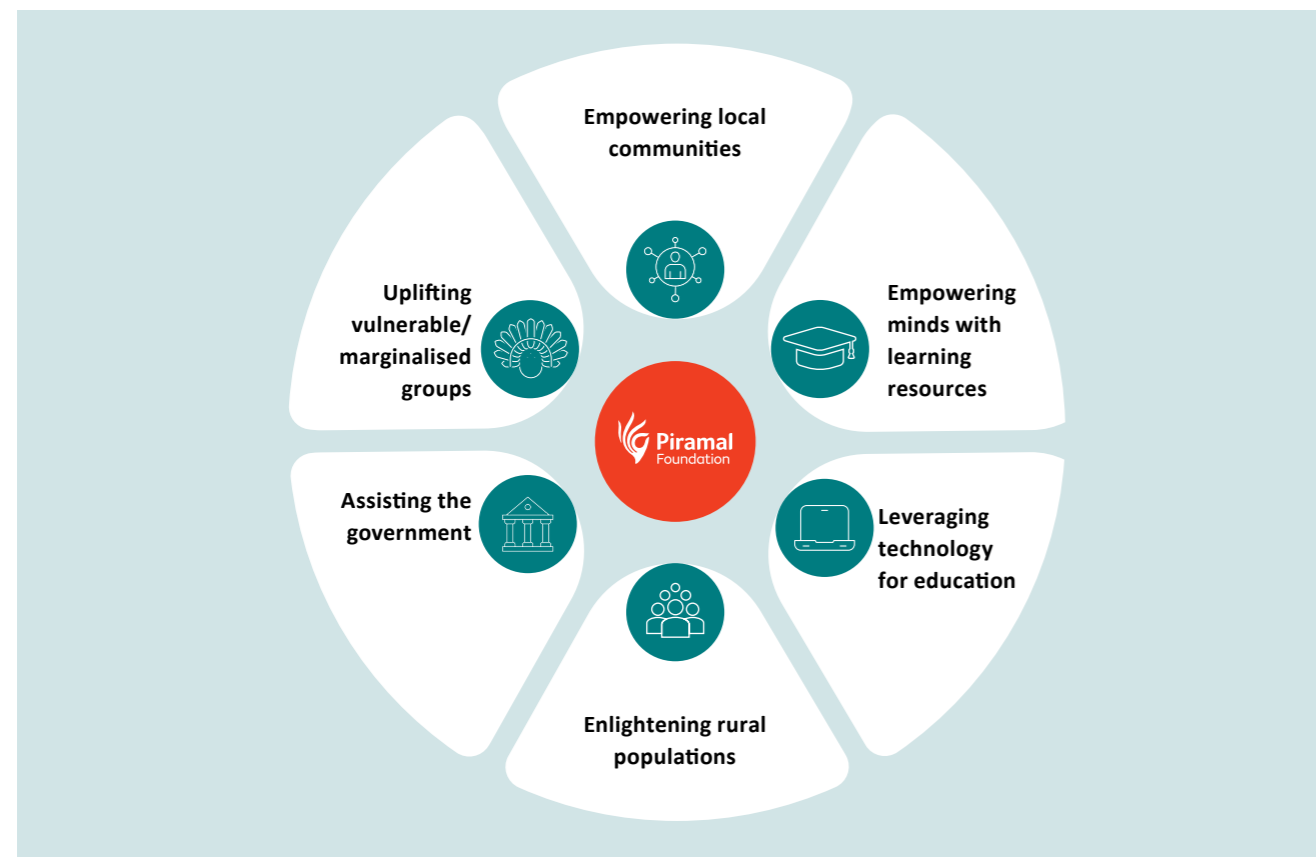 Empowering local
communities
Empowering
minds with
learning
resources
Leveraging
technology
for education
Enlightening rural
populations
Assisting the
government
Uplifting
vulnerable/
marginalised
groups
Piramal
Foundation